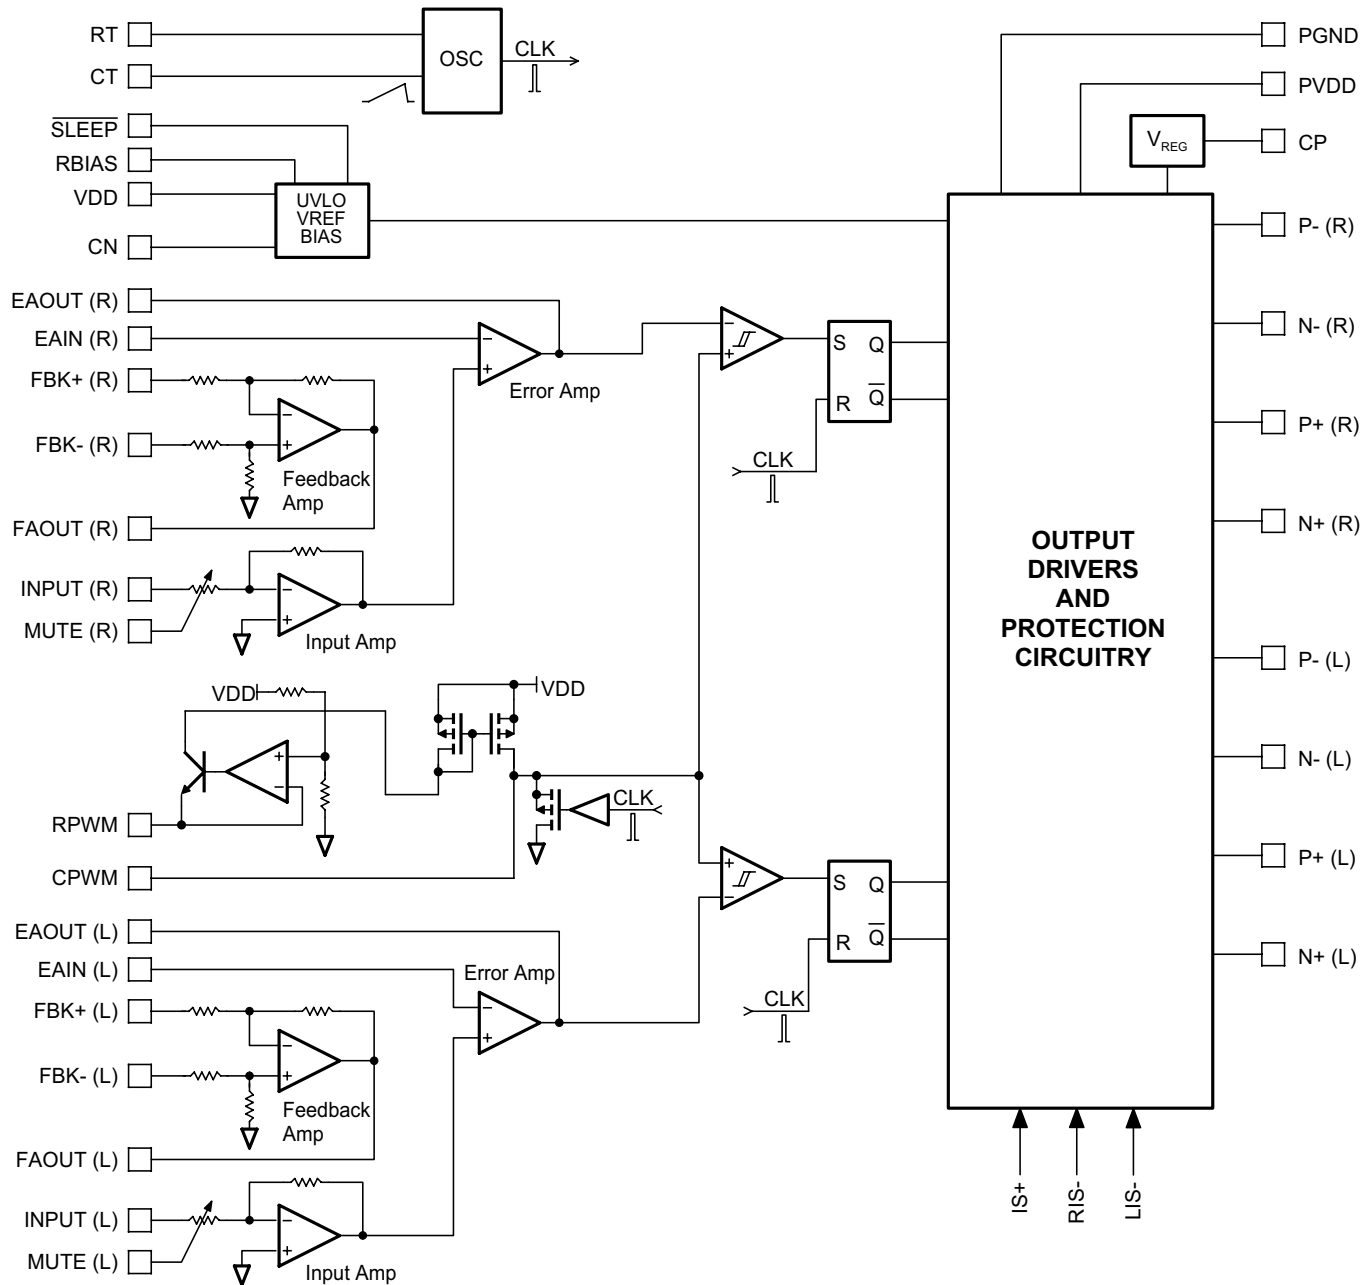 RT
CT
OSC
CLK
SLEEP
RBIAS
VDD
CN
UVLO
VREF
BIAS
PGND
PVDD
VREG
CP
EAOUT (R)
EAIN (R)
FBK+ (R)
FBK- (R)
FAOUT (R)
INPUT (R)
MUTE (R)
−
+
Feedback
Amp
−
+
Input Amp
−
+
Error Amp
−
+
S
Q
R
Q
CLK
VDD
VDD
+
−
CLK
RPWM
CPWM
EAOUT (L)
EAIN (L)
FBK+ (L)
FBK- (L)
FAOUT (L)
INPUT (L)
MUTE (L)
−
+
Feedback
Amp
−
+
Input Amp
Error Amp
−
+
+
−
S
Q
R
Q
CLK
OUTPUT
DRIVERS
AND
PROTECTION
CIRCUITRY
P- (R)
N- (R)
P+ (R)
N+ (R)
P- (L)
N- (L)
P+ (L)
N+ (L)
IS+
RIS-
LIS-